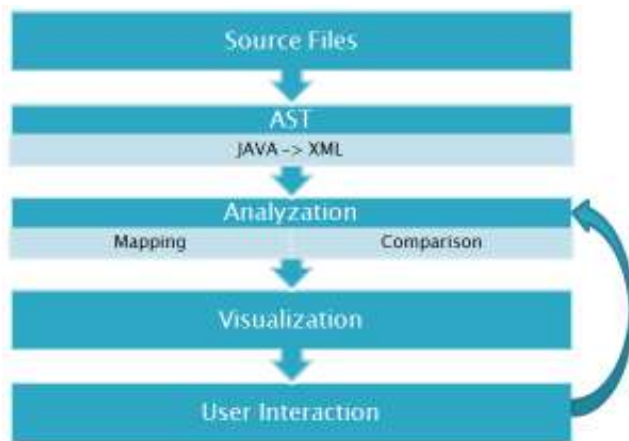 Source Files
AST
JAVA -> XML
Analyzation
Mapping Comparison
Visualization
User Interaction